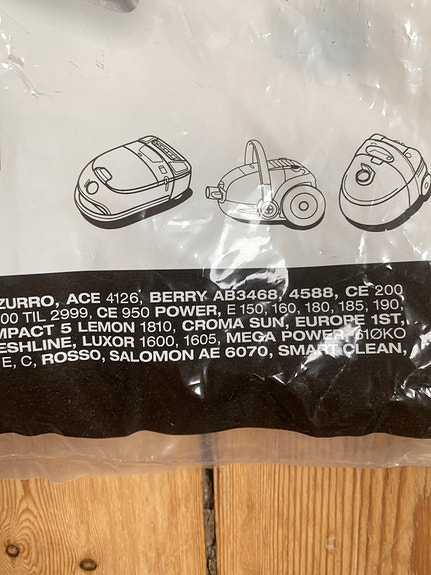 ZURRO, ACE 4126, BERRY AB3468, 4588, CE 200
00 TIL 2999, CE 950 POWER, E 150, 160, 180, 185, 190,
MPACT 5 LEMON 1810, CROMA SUN, EUROPE 1ST,
ESHLINE, LUXOR 1600, 1605, MEGA POWER, 61ØKO
E, C, ROSSO, SALOMON AE 6070, SMART CLEAN,